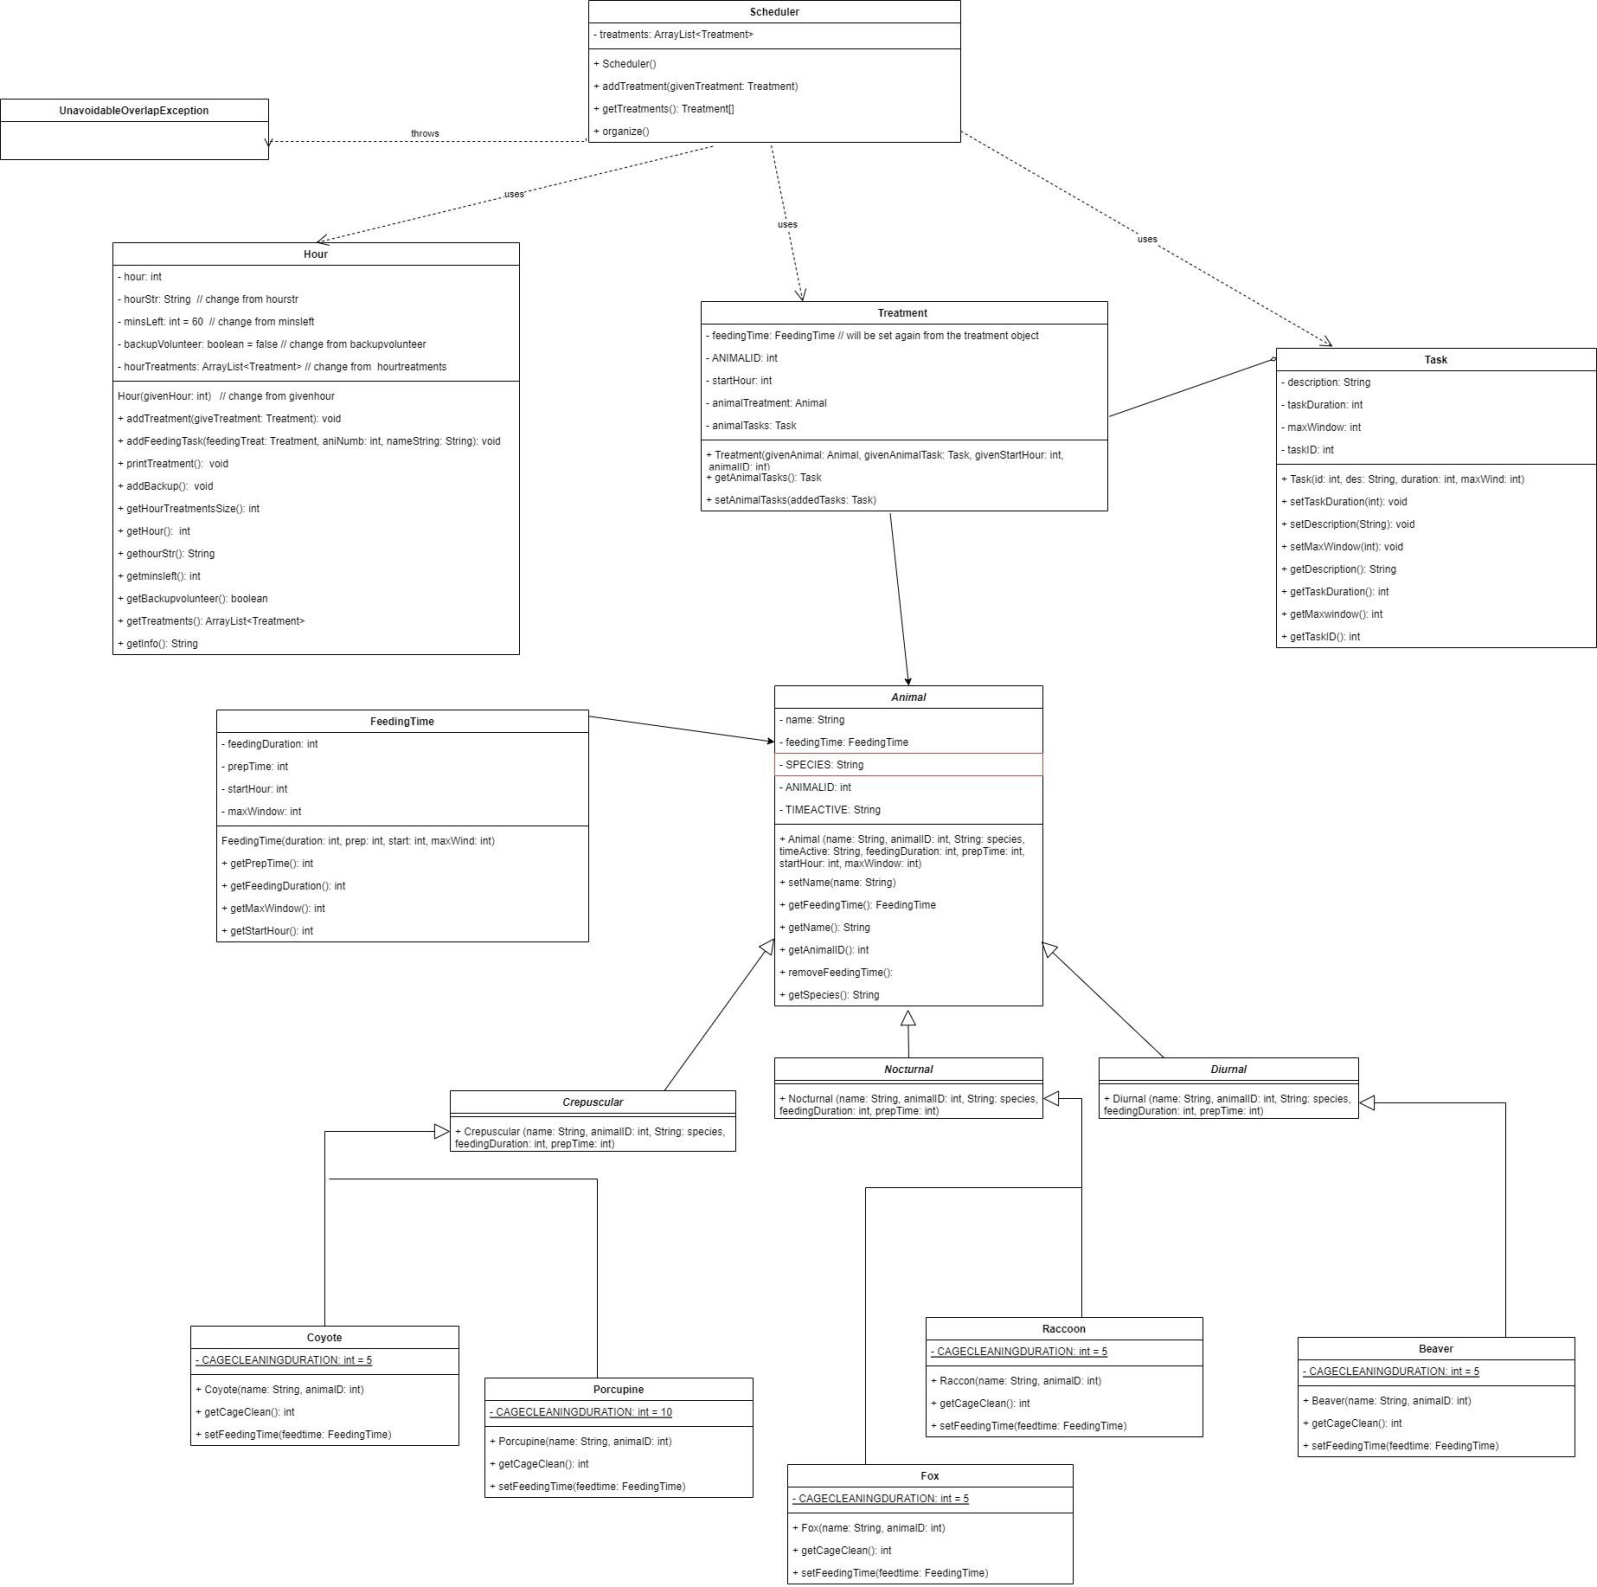 Scheduler
- treatments: ArrayList<Treatment>
+ Scheduler()
+ addTreatment(givenTreatment: Treatment)
+ getTreatments(): Treatment[]
+ organize()
UnavoidableOverlapException
throws
uses
uses
uses
Hour
- hour: int
- hourStr: String  // change from hourstr
- minsLeft: int = 60  // change from minsleft
- backupVolunteer: boolean = false // change from backupvolunteer
- hourTreatments: ArrayList<Treatment> // change from  hourtreatments
Hour(givenHour: int)   // change from givenhour
+ addTreatment(giveTreatment: Treatment): void
+ addFeedingTask(feedingTreat: Treatment, aniNumb: int, nameString: String): void
+ printTreatment():  void
+ addBackup():  void
+ getHourTreatmentsSize(): int
+ getHour():  int
+ gethourStr(): String
+ getminsleft(): int
+ getBackupvolunteer(): boolean
+ getTreatments(): ArrayList<Treatment>
+ getInfo(): String
Treatment
- feedingTime: FeedingTime // will be set again from the treatment object
- ANIMALID: int
- startHour: int
- animalTreatment: Animal
- animalTasks: Task
+ Treatment(givenAnimal: Animal, givenAnimalTask: Task, givenStartHour: int,
animalID: int)
+ getAnimalTasks(): Task
+ setAnimalTasks(addedTasks: Task)
Task
- description: String
- taskDuration: int
- maxWindow: int
- taskID: int
+ Task(id: int, des: String, duration: int, maxWind: int)
+ setTaskDuration(int): void
+ setDescription(String): void
+ setMaxWindow(int): void
+ getDescription(): String
+ getTaskDuration(): int
+ getMaxwindow(): int
+ getTaskID(): int
FeedingTime
- feedingDuration: int
- prepTime: int
- startHour: int
- maxWindow: int
FeedingTime(duration: int, prep: int, start: int, maxWind: int)
+ getPrepTime(): int
+ getFeedingDuration(): int
+ getMaxWindow(): int
+ getStartHour(): int
Animal
- name: String
- feedingTime: FeedingTime
- SPECIES: String
- ANIMALID: int
- TIMEACTIVE: String
+ Animal (name: String, animalID: int, String: species,
timeActive: String, feedingDuration: int, prepTime: int,
startHour: int, maxWindow: int)
+ setName(name: String)
+ getFeedingTime(): FeedingTime
+ getName(): String
+ getAnimalID(): int
+ removeFeedingTime():
+ getSpecies(): String
Crepuscular
+ Crepuscular (name: String, animalID: int, String: species,
feedingDuration: int, prepTime: int)
Nocturnal
+ Nocturnal (name: String, animalID: int, String: species,
feedingDuration: int, prepTime: int)
Diurnal
+ Diurnal (name: String, animalID: int, String: species,
feedingDuration: int, prepTime: int)
Coyote
- CAGECLEANINGDURATION: int = 5
+ Coyote(name: String, animalD: int)
+ getCageClean(): int
+ setFeedingTime(feedtime: FeedingTime)
Porcupine
- CAGECLEANINGDURATION: int = 10
+ Porcupine(name: String, animalD: int)
+ getCageClean(): int
+ setFeedingTime(feedtime: FeedingTime)
Raccoon
- CAGECLEANINGDURATION: int = 5
+ Raccon(name: String, animalD: int)
+ getCageClean(): int
+ setFeedingTime(feedtime: FeedingTime)
Fox
- CAGECLEANINGDURATION: int = 5
+ Fox(name: String, animalD: int)
+ getCageClean(): int
+ setFeedingTime(feedtime: FeedingTime)
Beaver
- CAGECLEANINGDURATION: int = 5
+ Beaver(name: String, animalD: int)
+ getCageClean(): int
+ setFeedingTime(feedtime: FeedingTime)